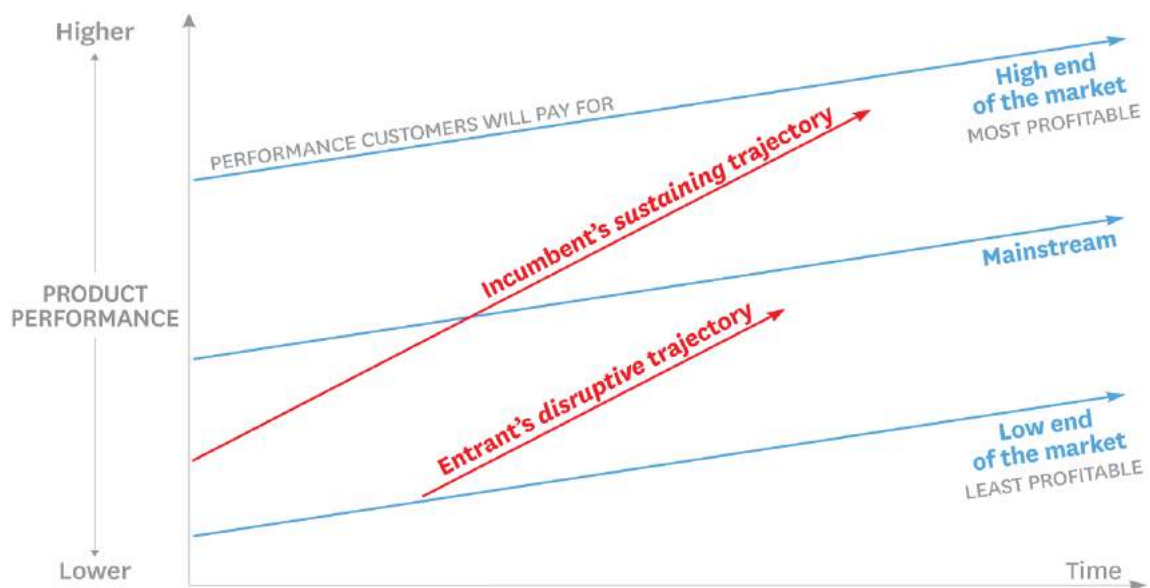 Higher
PERFORMANCE CUSTOMERS WILL PAY FOR
High end
of the market
MOST PROFITABLE
Incumbent's sustaining trajectory
Mainstream
PRODUCT
PERFORMANCE
Entrant's disruptive trajectory
Low end
of the market
LEAST PROFITABLE
Lower
Time